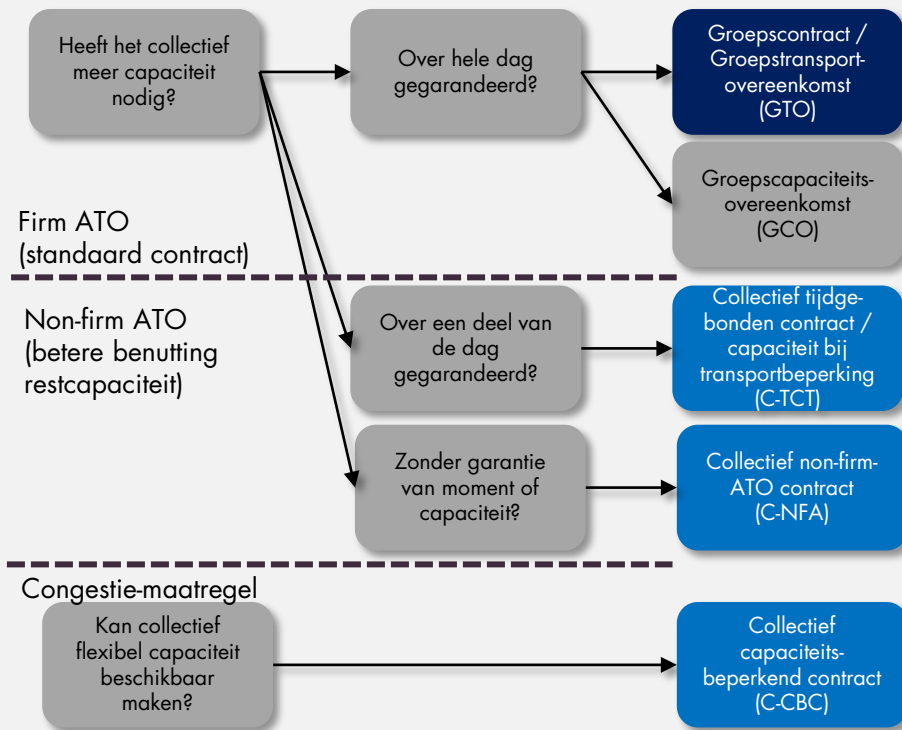 Heeft het collectief
meer capaciteit
nodig?
Over hele dag
gegarandeerd?
Groepscontract /
Groepstransport-
overeenkomst
(GTO)
Groepscapaciteits-
overeenkomst
(GCO)
Firm ATO
(standaard contract)
Non-firm ATO
(betere benutting
restcapaciteit)
Over een deel van
de dag
gegarandeerd?
Collectief tijdge-
bonden contract /
capaciteit bij
transportbeperking
(C-TCT)
Zonder garantie
van moment of
capaciteit?
Collectief non-firm-
ATO contract
(C-NFA)
Congestie-maatregel
Kan collectief
flexibel capaciteit
beschikbaar
maken?
Collectief
capaciteits-
beperkend contract
(C-CBC)